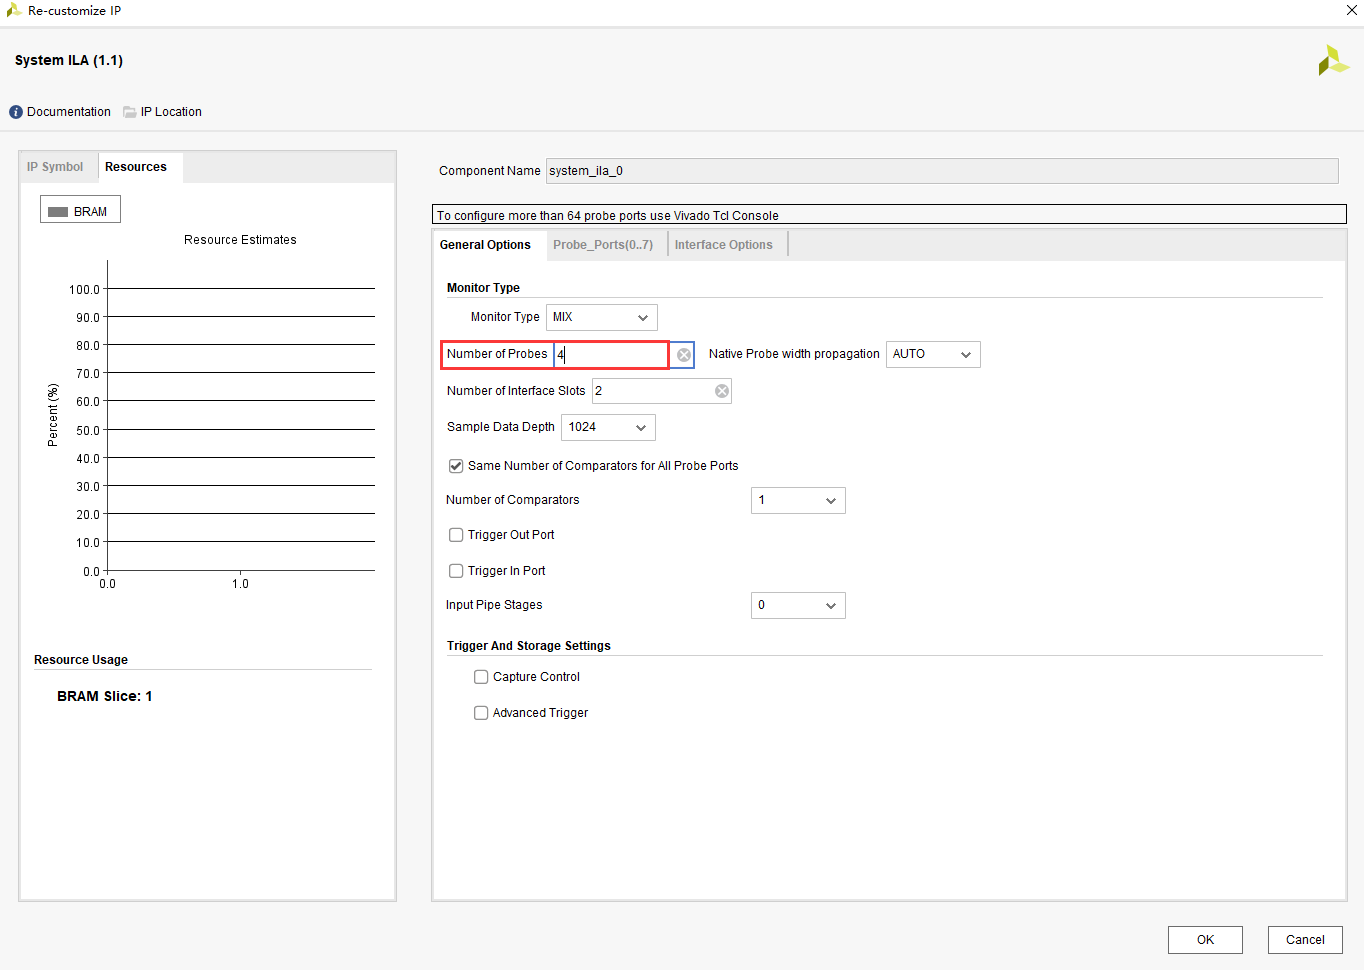 Re-customize IP
System ILA (1.1)
Documentation IP Location
IP Symbol Resources
BRAM
Resource Estimates
Percent (%)
100.0
90.0
80.0
70.0
60.0
50.0
40.0
30.0
20.0
10.0
0.0
0.0 1.0
Resource Usage
BRAM Slice: 1
Component Name system_ila_0
To configure more than 64 probe ports use Vivado Tcl Console
General Options Probe_Ports(0..7) Interface Options
Monitor Type
Monitor Type MIX
Number of Probes 4 Native Probe width propagation AUTO
Number of Interface Slots 2
Sample Data Depth 1024
Same Number of Comparators for All Probe Ports
Number of Comparators 1
Trigger Out Port
Trigger In Port
Input Pipe Stages 0
Trigger And Storage Settings
Capture Control
Advanced Trigger
OK Cancel